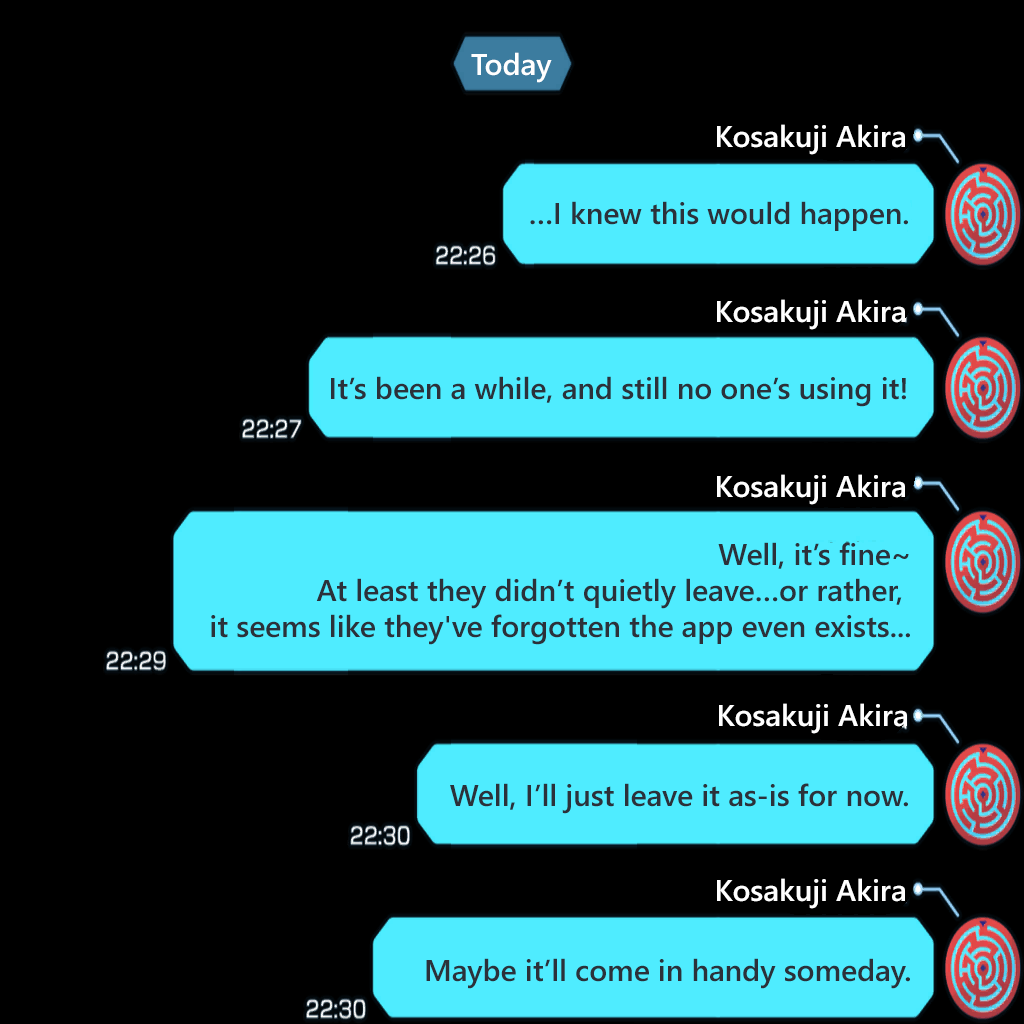 Today
Kosakuji Akira
...I knew this would happen.
22:26
Kosakuji Akira
It’s been a while, and still no one’s using it!
22:27
Kosakuji Akira
Well, it’s fine~
At least they didn’t quietly leave...or rather,
it seems like they've forgotten the app even exists...
22:29
Kosakuji Akira
Well, I’ll just leave it as-is for now.
22:30
Kosakuji Akira
Maybe it’ll come in handy someday.
22:30